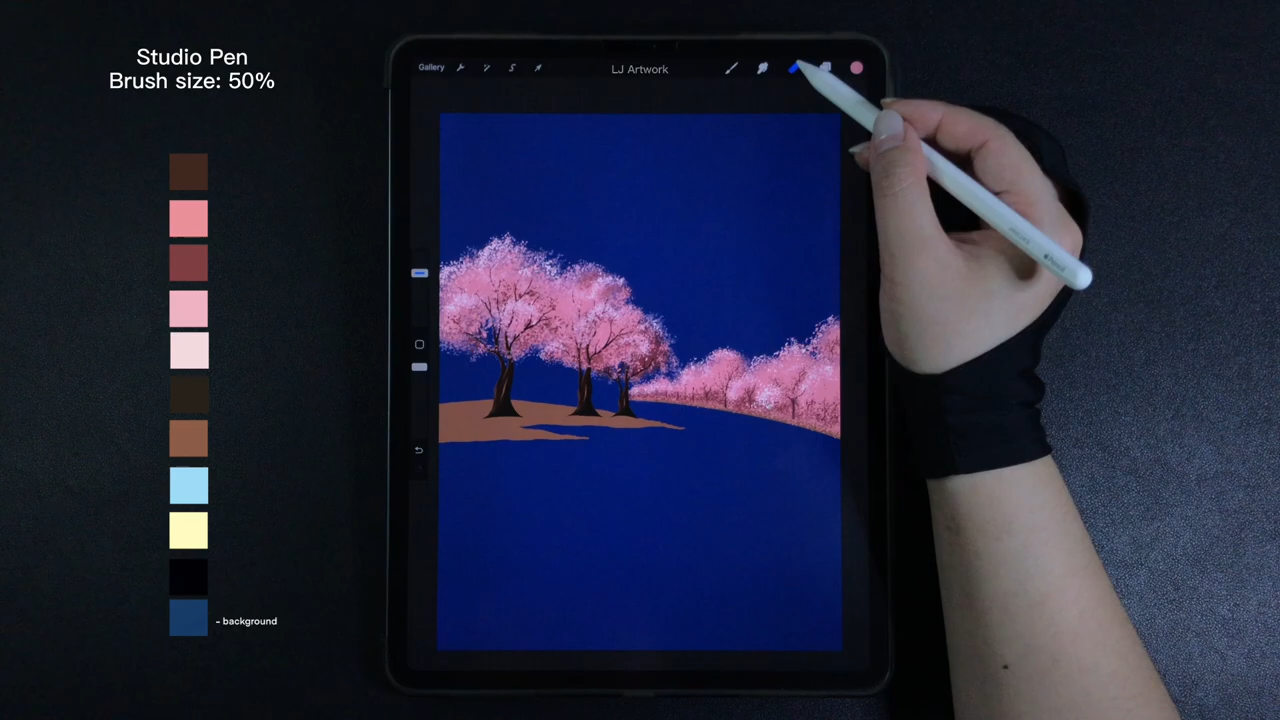 Studio Pen
Brush size: 50%
Gallery
LJ Artwork
- background